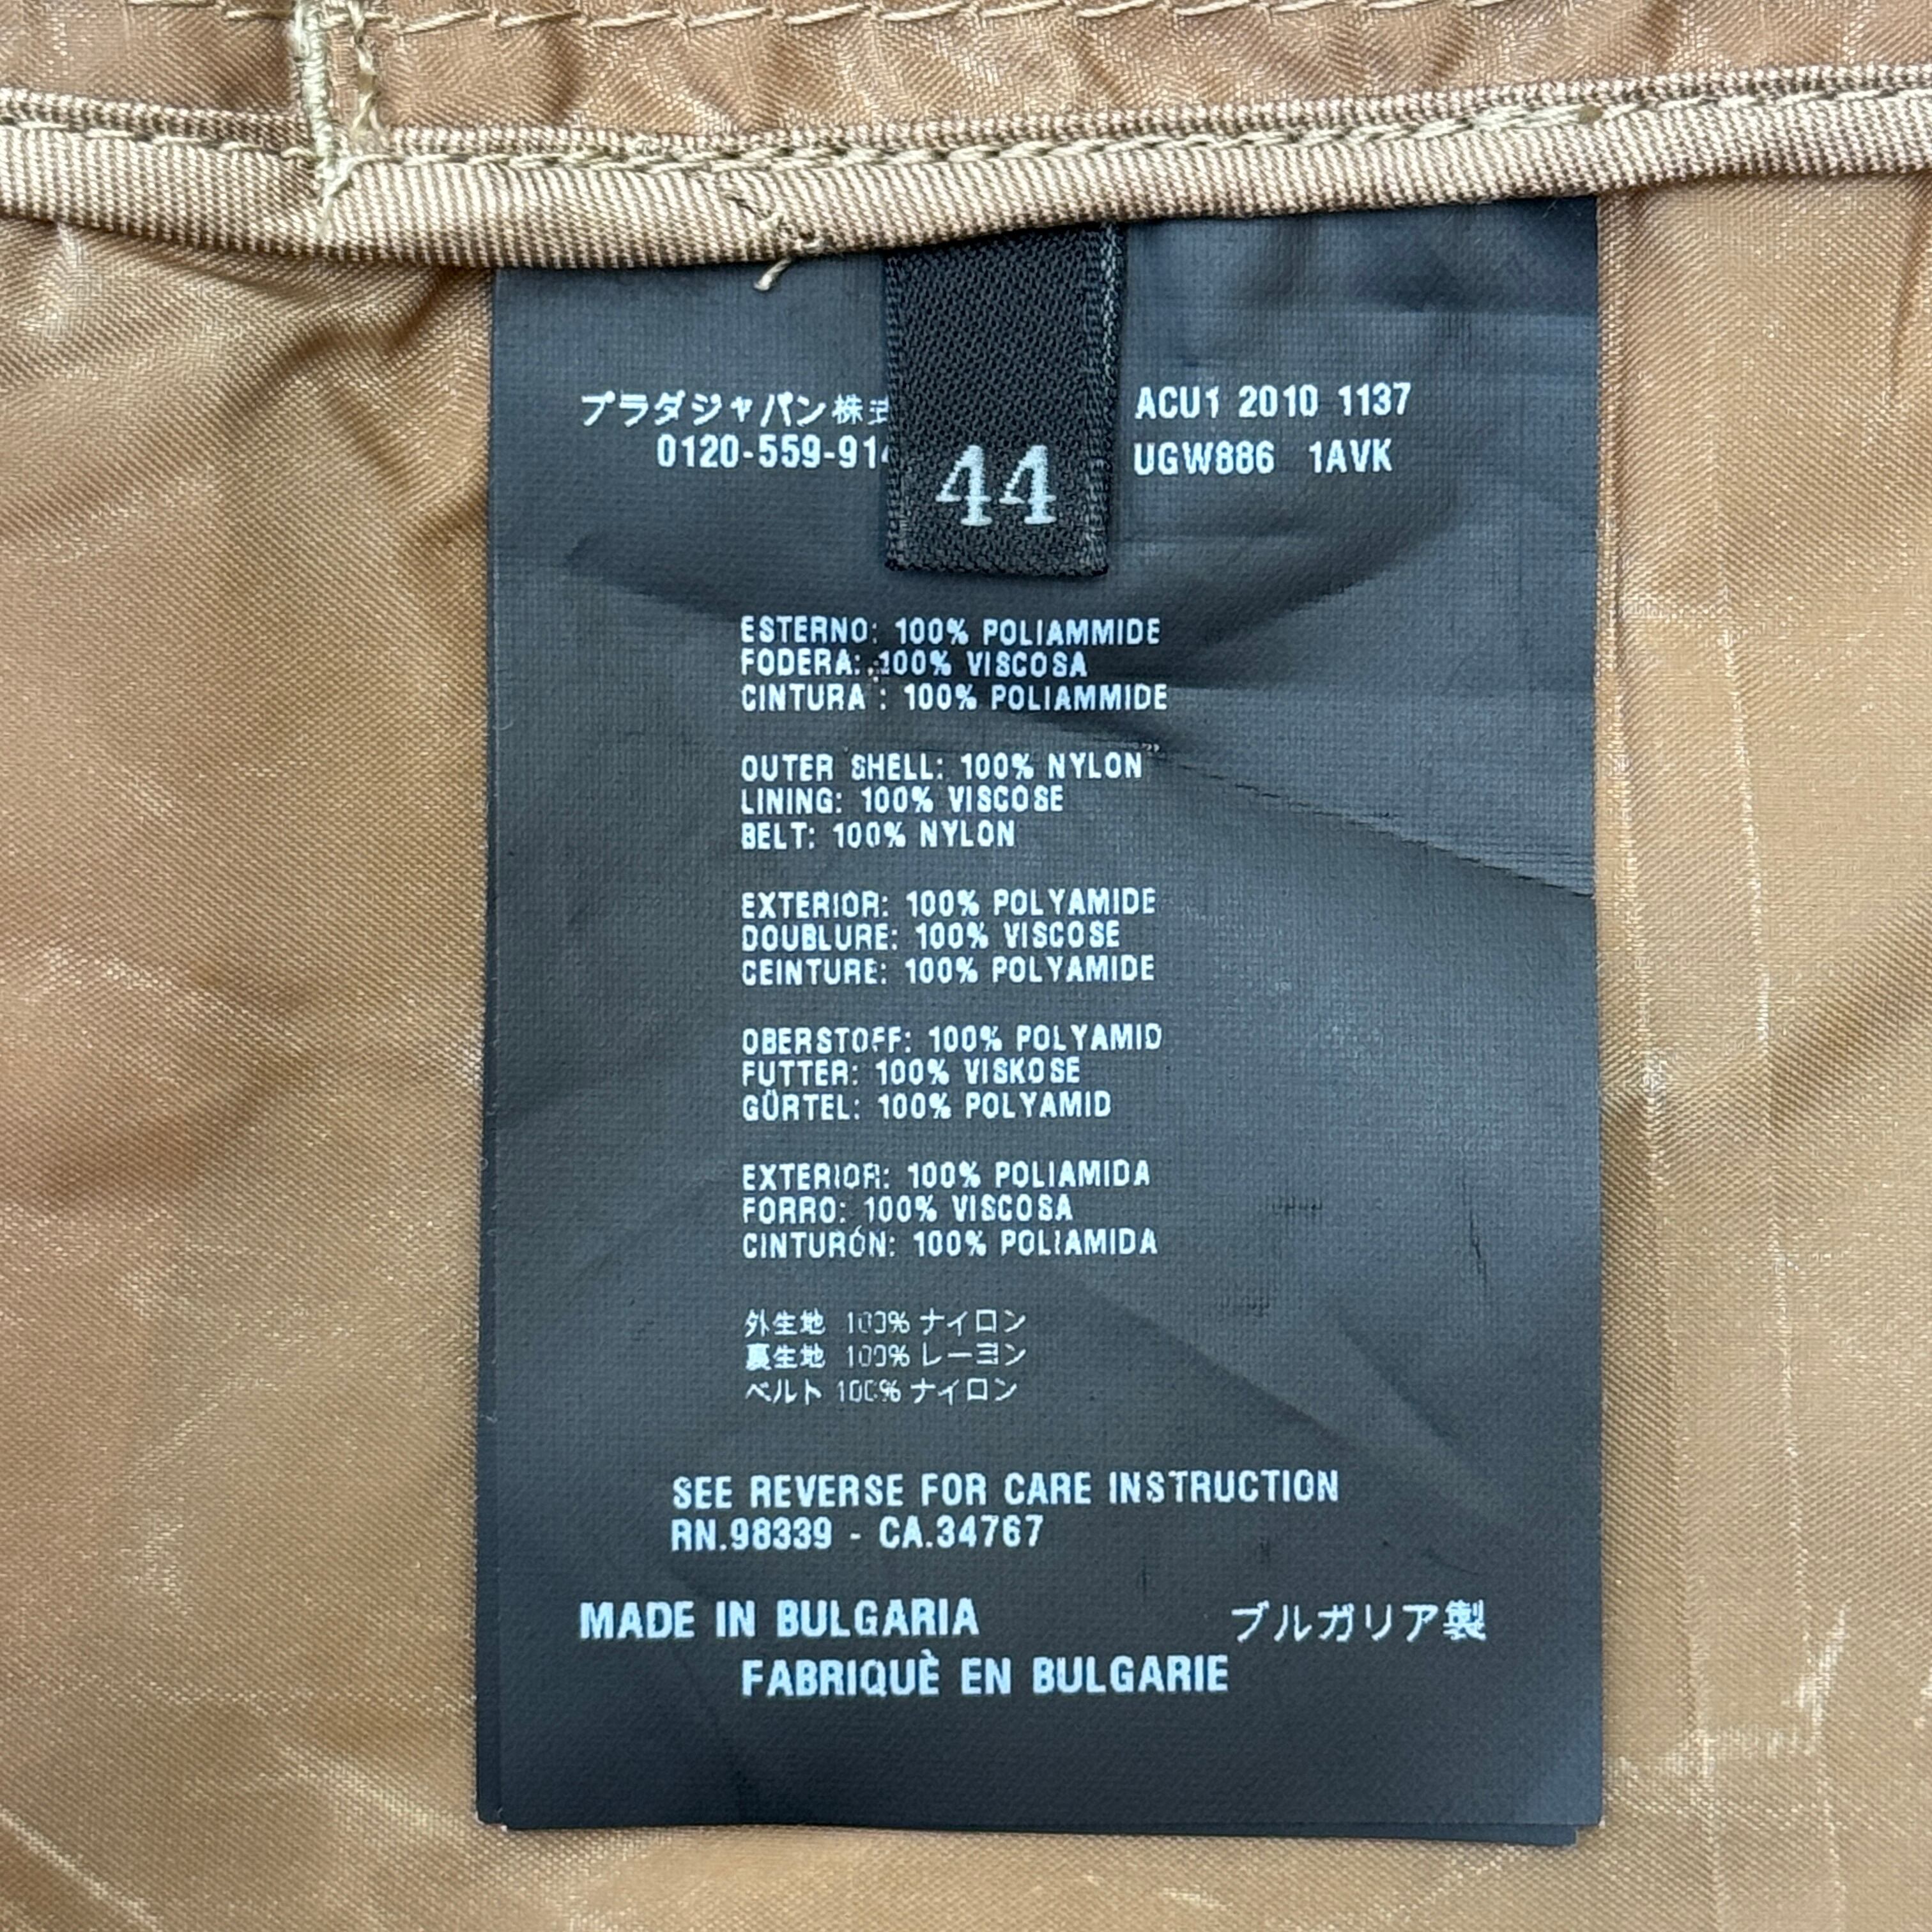 プラダジャパン株式
0120-559-914
ACU1 2010 1137
UGW886 1AVK
44
ESTERNO: 100% POLIAMMIDE
FODERA: 100% VISCOSA
CINTURA : 100% POLIAMMIDE
OUTER SHELL: 100% NYLON
LINING: 100% VISCOSE
BELT: 100% NYLON
EXTERIOR: 100% POLYAMIDE
DOUBLURE: 100% VISCOSE
CEINTURE: 100% POLYAMIDE
OBERSTOFF: 100% POLYAMID
FUTTER: 100% VISKOSE
GÜRTEL: 100% POLYAMID
EXTERIOR: 100% POLIAMIDA
FORRO: 100% VISCOSA
CINTURÓN: 100% POLIAMIDA
外生地 100% ナイロン
裏生地 100% レーヨン
ベルト 100% ナイロン
SEE REVERSE FOR CARE INSTRUCTION
RN.98339 - CA.34767
MADE IN BULGARIA
ブルガリア製
FABRIQUÈ EN BULGARIE